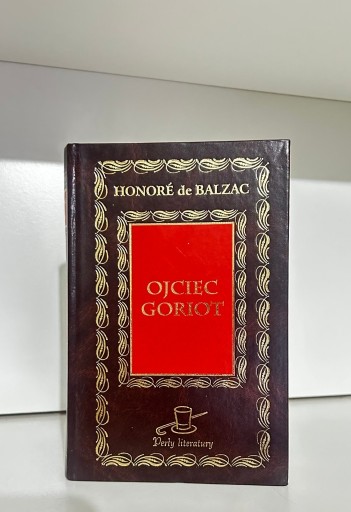 HONORÉ de BALZAC
OJCIEC
GORIOT
Perły literatury